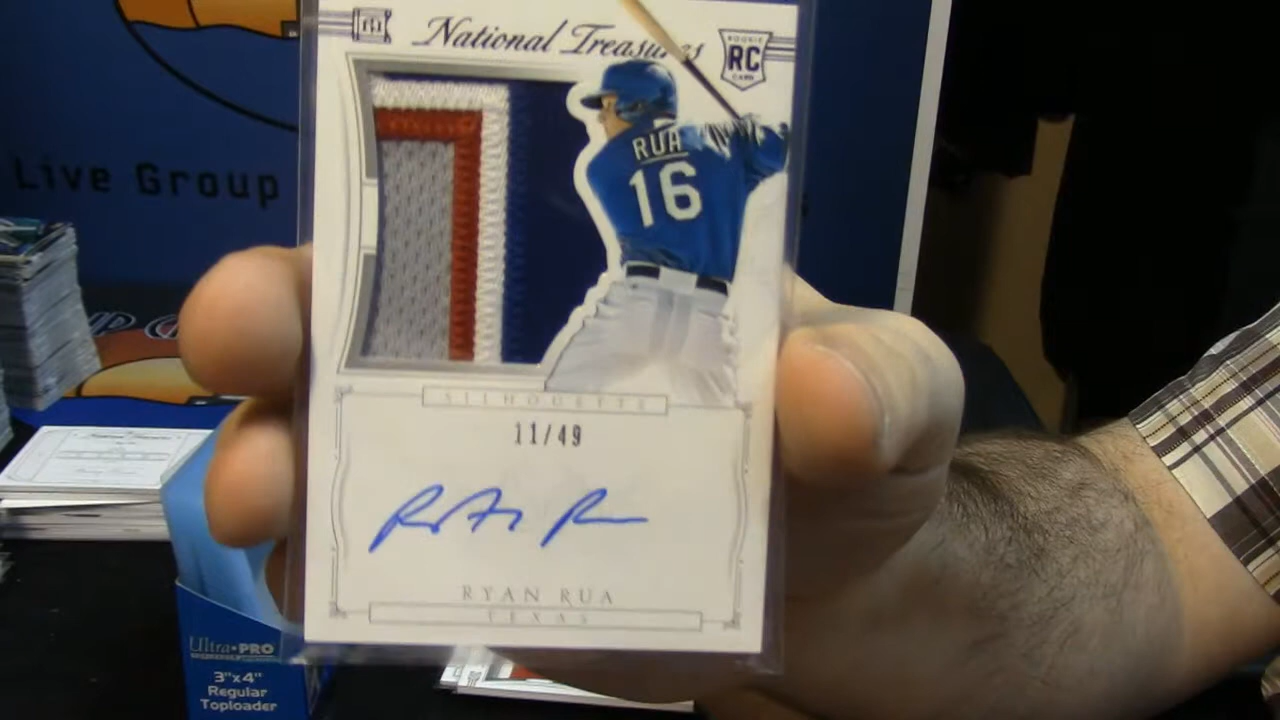 National Treasures
ROOKIE
RC
CARD
RUA
16
Live Group
SILHOUETTE
11/49
RYAN RUA
TEXAS
Ultra•PRO
3"x4"
Regular
Toploader